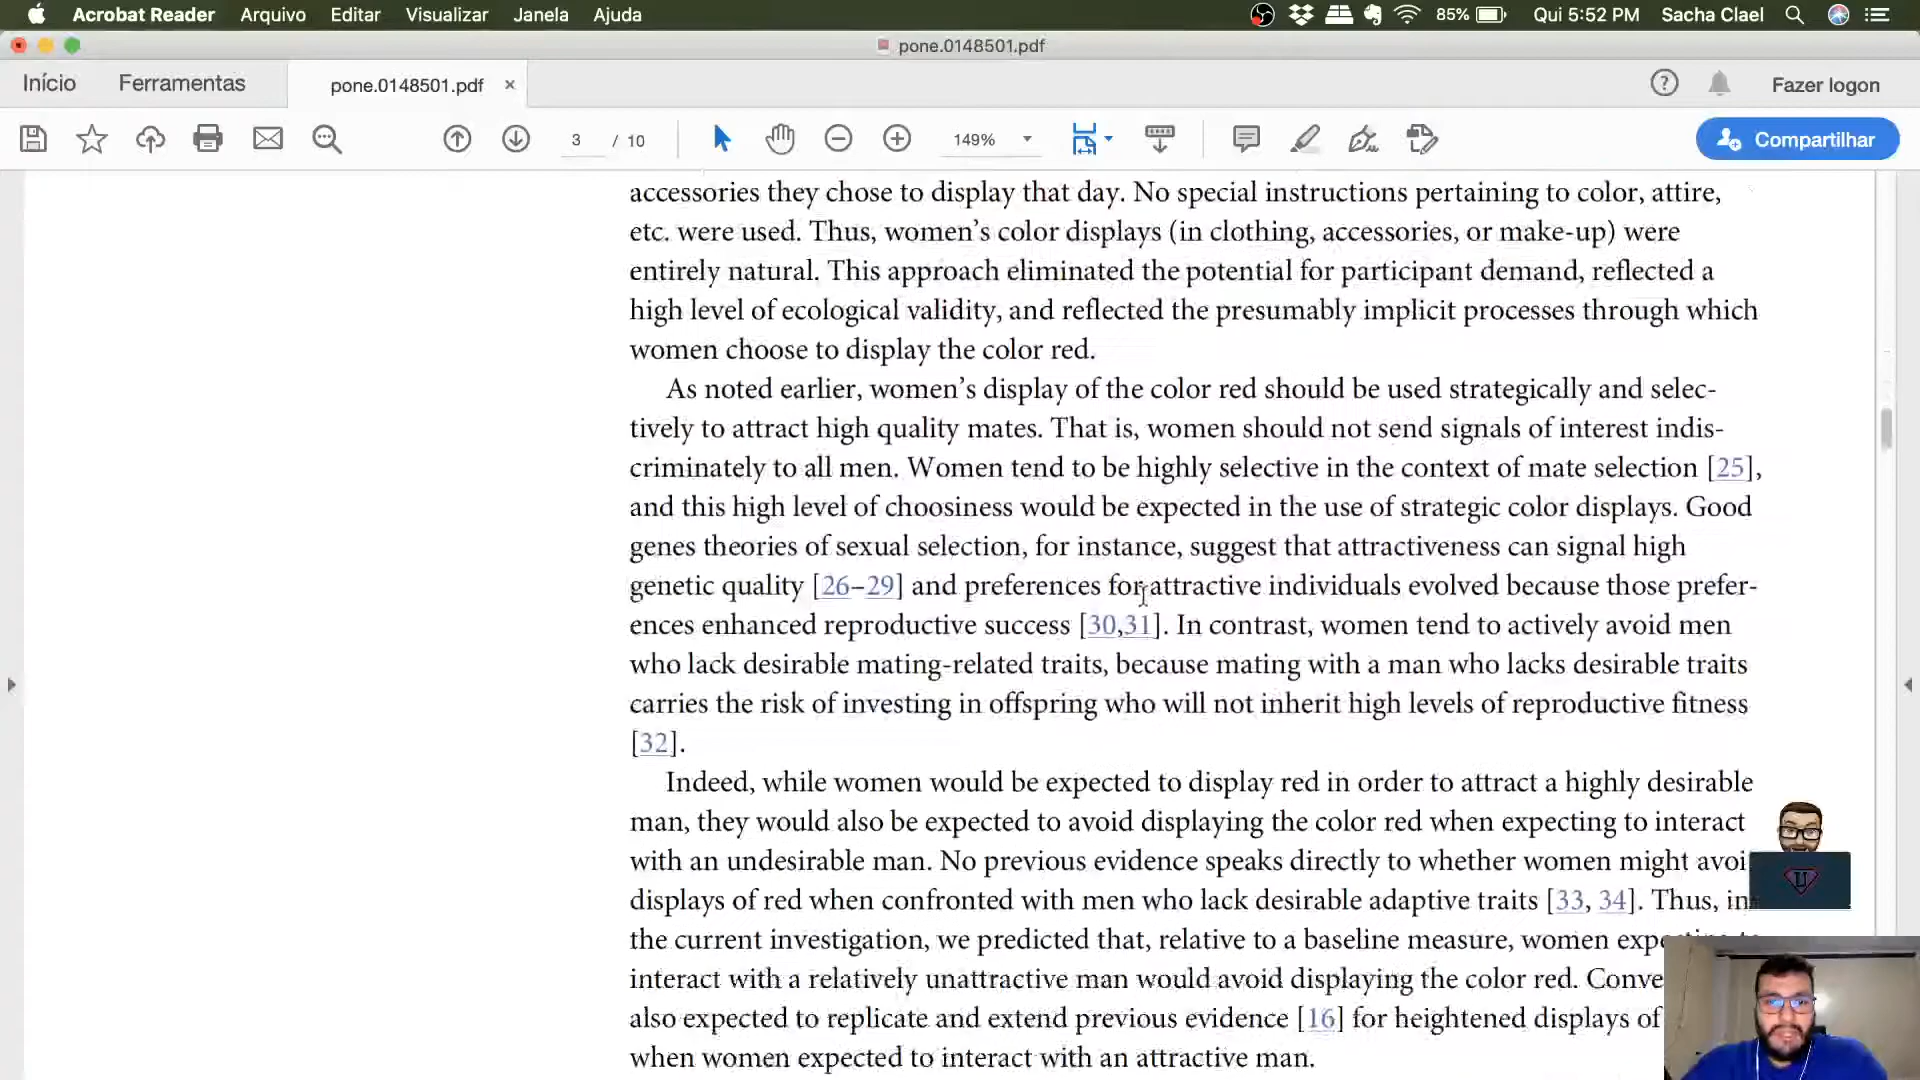 Acrobat Reader Arquivo Editar Visualizar Janela Ajuda 85% Qui 5:52 PM Sacha Clael
pone.0148501.pdf
Início Ferramentas pone.0148501.pdf × ? Fazer logon
3 / 10 149% Compartilhar
accessories they chose to display that day. No special instructions pertaining to color, attire,
etc. were used. Thus, women's color displays (in clothing, accessories, or make-up) were
entirely natural. This approach eliminated the potential for participant demand, reflected a
high level of ecological validity, and reflected the presumably implicit processes through which
women choose to display the color red.
As noted earlier, women's display of the color red should be used strategically and selec-
tively to attract high quality mates. That is, women should not send signals of interest indis-
criminately to all men. Women tend to be highly selective in the context of mate selection [25],
and this high level of choosiness would be expected in the use of strategic color displays. Good
genes theories of sexual selection, for instance, suggest that attractiveness can signal high
genetic quality [26–29] and preferences for attractive individuals evolved because those prefer-
ences enhanced reproductive success [30,31]. In contrast, women tend to actively avoid men
who lack desirable mating-related traits, because mating with a man who lacks desirable traits
carries the risk of investing in offspring who will not inherit high levels of reproductive fitness
[32].
Indeed, while women would be expected to display red in order to attract a highly desirable
man, they would also be expected to avoid displaying the color red when expecting to interact
with an undesirable man. No previous evidence speaks directly to whether women might avoi
displays of red when confronted with men who lack desirable adaptive traits [33, 34]. Thus, in
the current investigation, we predicted that, relative to a baseline measure, women
interact with a relatively unattractive man would avoid displaying the color red. Conve
also expected to replicate and extend previous evidence [16] for heightened displays of
when women expected to interact with an attractive man.